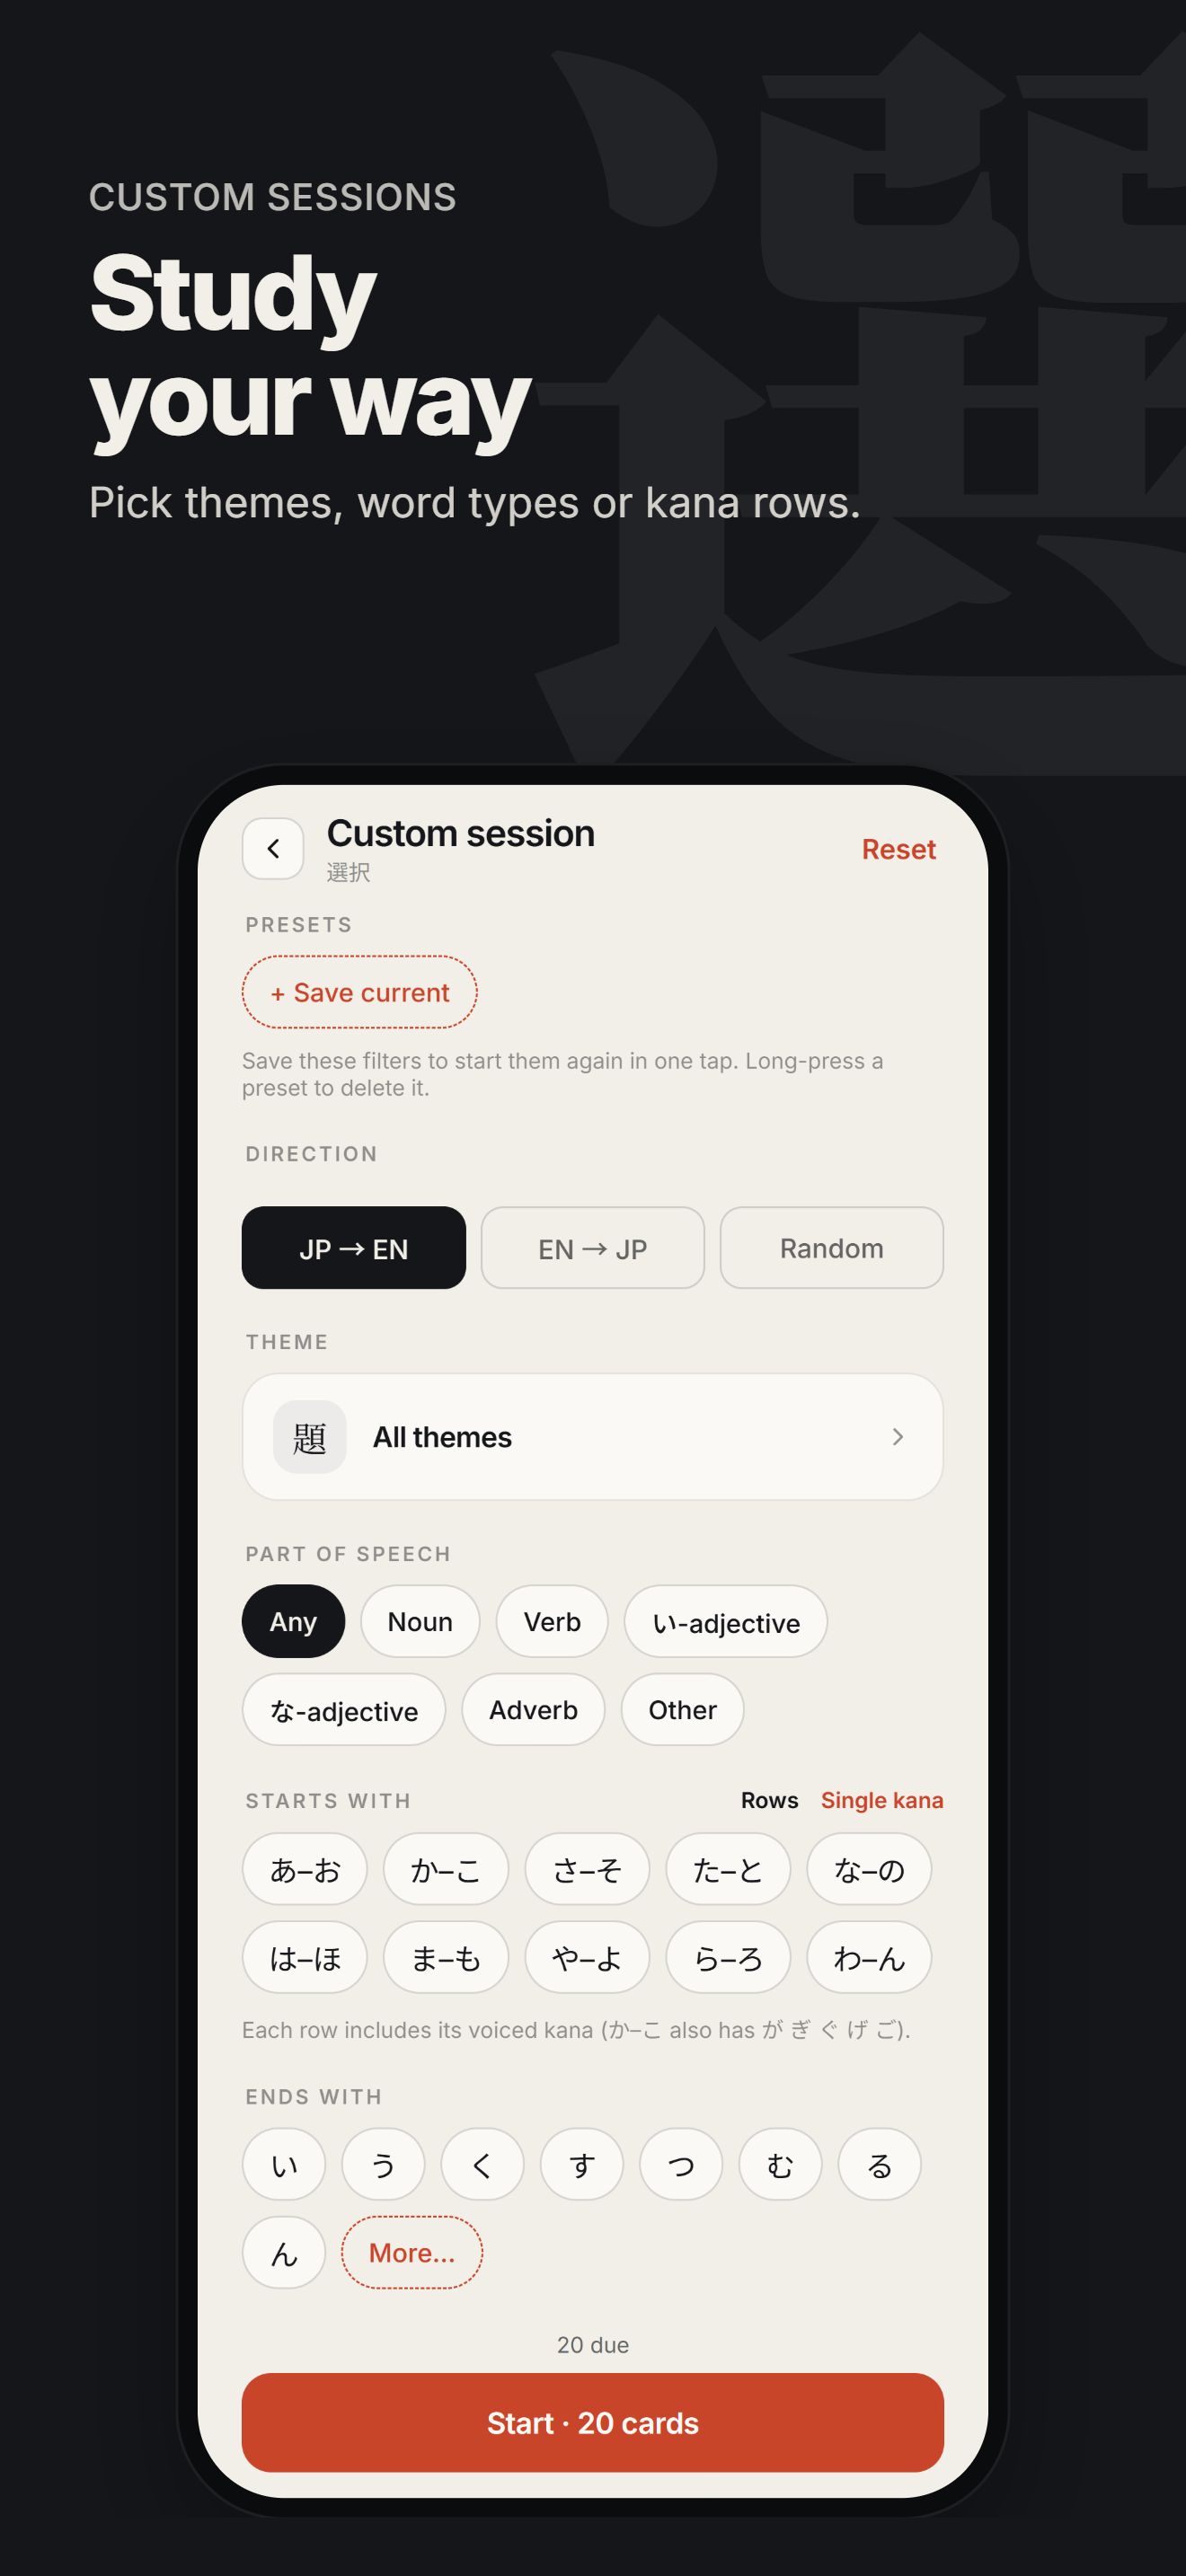 選
CUSTOM SESSIONS
Study
your way
Pick themes, word types or kana rows.
Custom session
選択
Reset
PRESETS
+ Save current
Save these filters to start them again in one tap. Long-press a
preset to delete it.
DIRECTION
JP → EN EN → JP Random
THEME
題 All themes
PART OF SPEECH
Any Noun Verb い-adjective
な-adjective Adverb Other
STARTS WITH Rows Single kana
あ–お か–こ さ–そ た–と な–の
は–ほ ま–も や–よ ら–ろ わ–ん
Each row includes its voiced kana (か–こ also has が ぎ ぐ げ ご).
ENDS WITH
い う く す つ む る
ん More...
20 due
Start · 20 cards